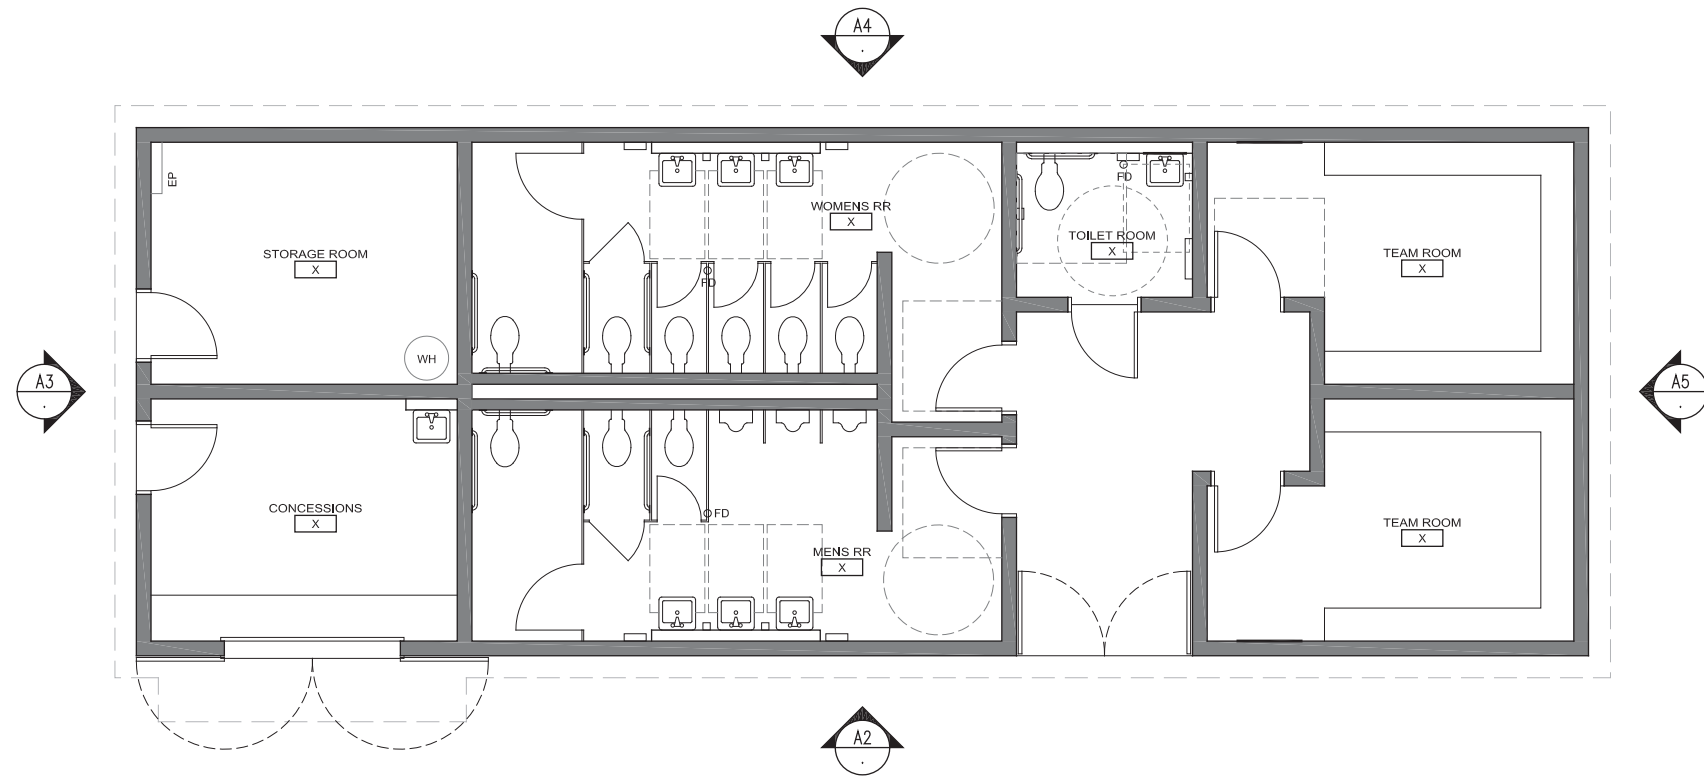 A4
EP
FD
WOMENS RR
X
TOILET ROOM
X
STORAGE ROOM
X
TEAM ROOM
X
FD
WH
A3
A5
CONCESSIONS
X
FD
TEAM ROOM
X
MENS RR
X
A2